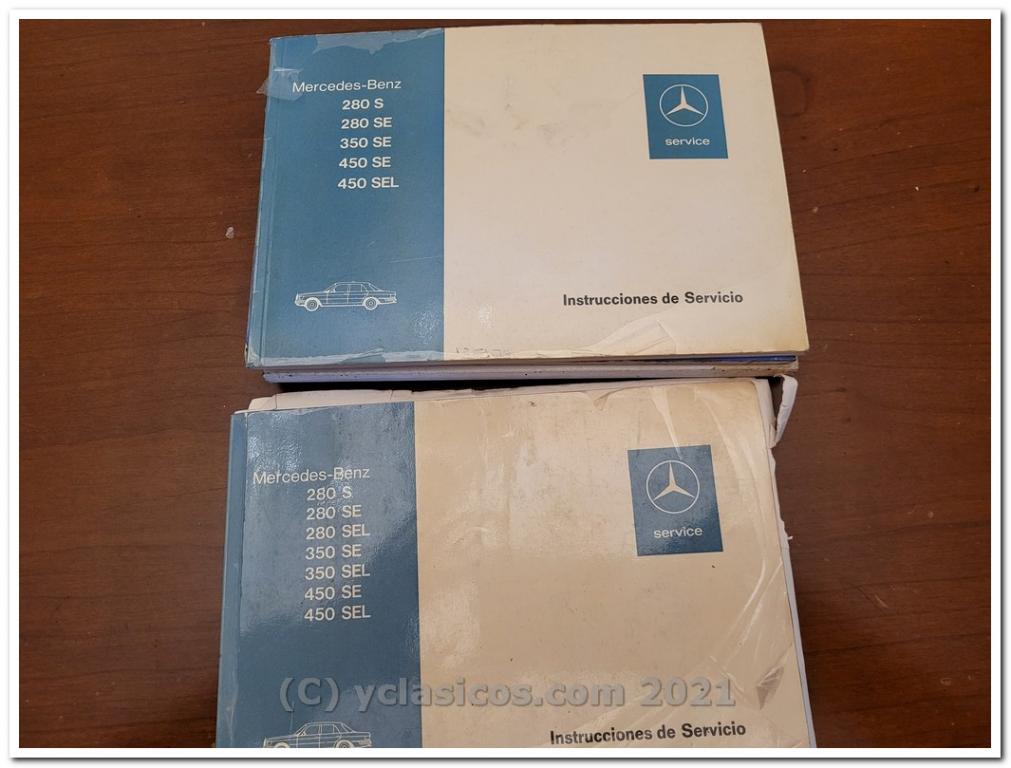 Mercedes-Benz
280 S
280 SE
350 SE
450 SE
450 SEL
service
Instrucciones de Servicio
Mercedes-Benz
280 S
280 SE
280 SEL
350 SE
350 SEL
450 SE
450 SEL
service
(C) yclasicos.com 2021
Instrucciones de Servicio